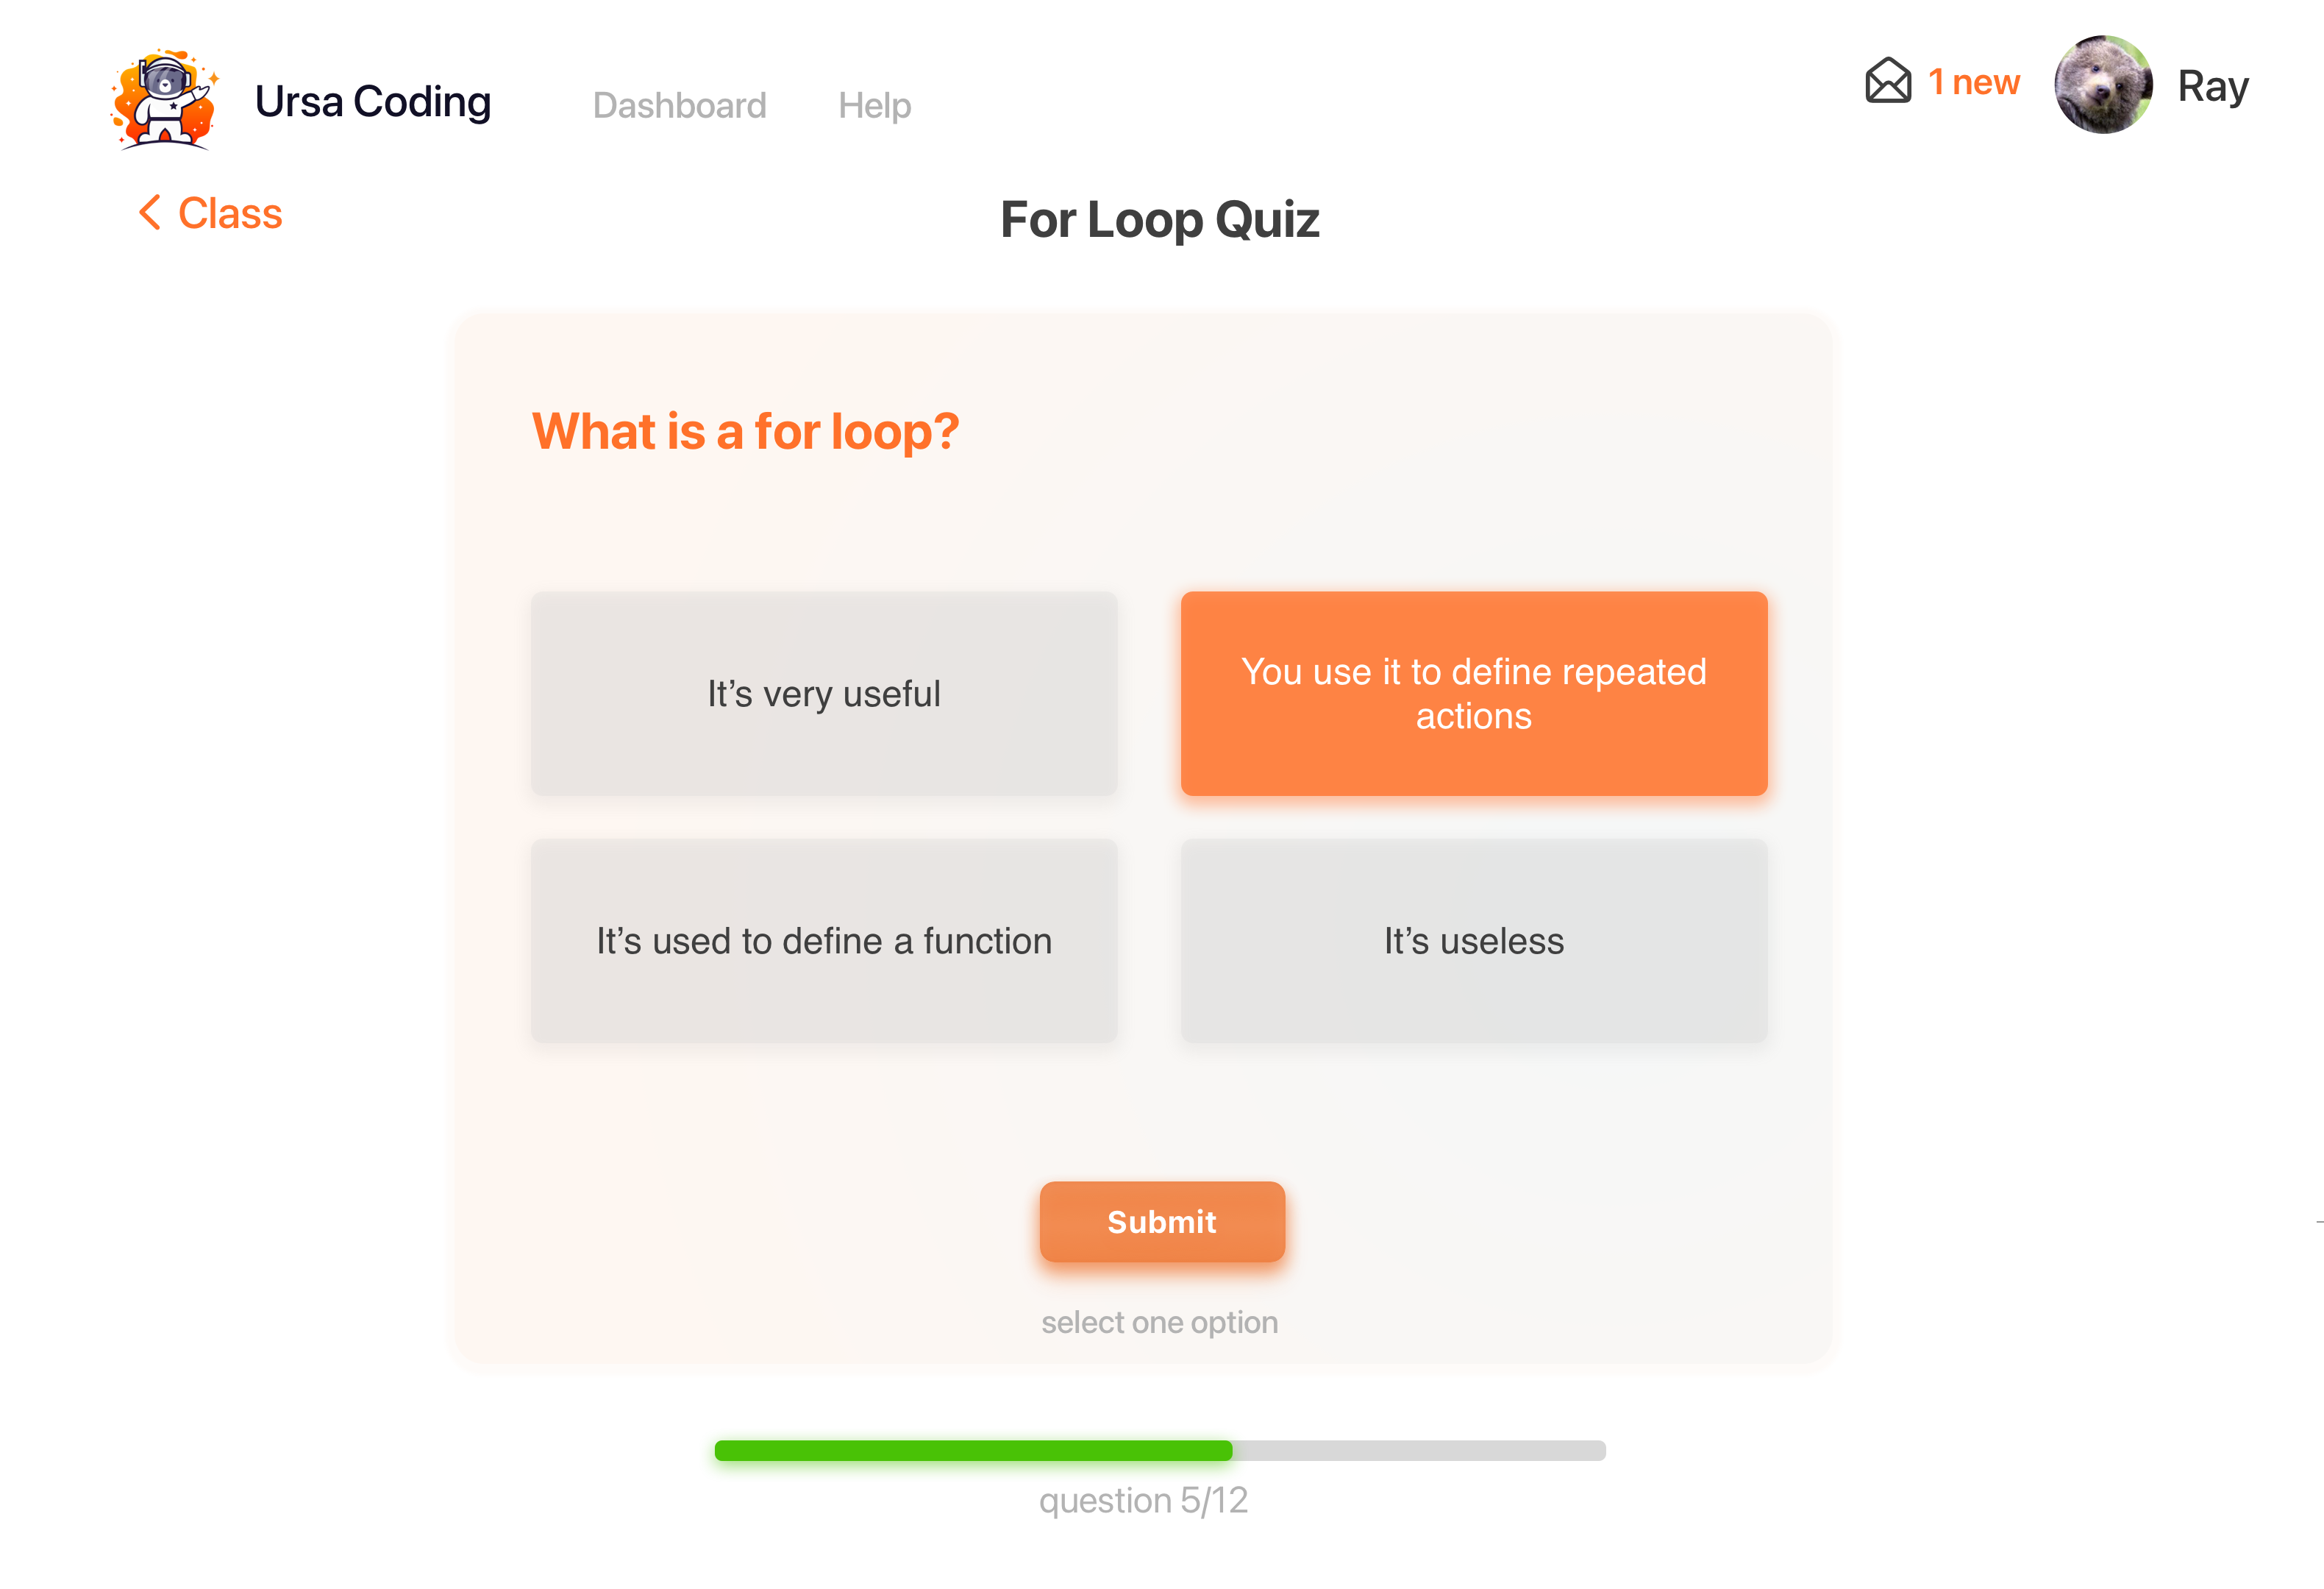 Ursa Coding
Dashboard
Help
1 new
Ray
Class
For Loop Quiz
What is a for loop?
It’s very useful
You use it to define repeated
actions
It’s used to define a function
It’s useless
Submit
select one option
question 5/12